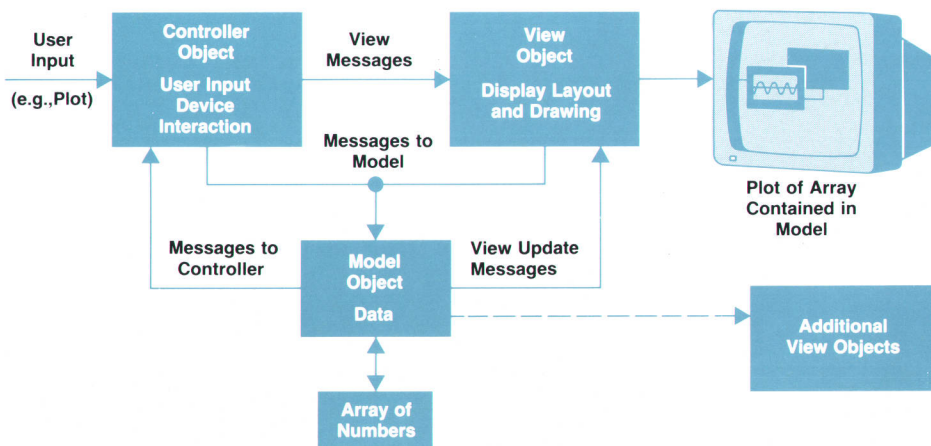 User
Input
(e.g.,Plot)
Controller
Object
User Input
Device
Interaction
View
Messages
View
Object
Display Layout
and Drawing
Messages to
Model
Plot of Array
Contained in
Model
Messages to
Controller
Model
Object
Data
View Update
Messages
Additional
View Objects
Array of
Numbers